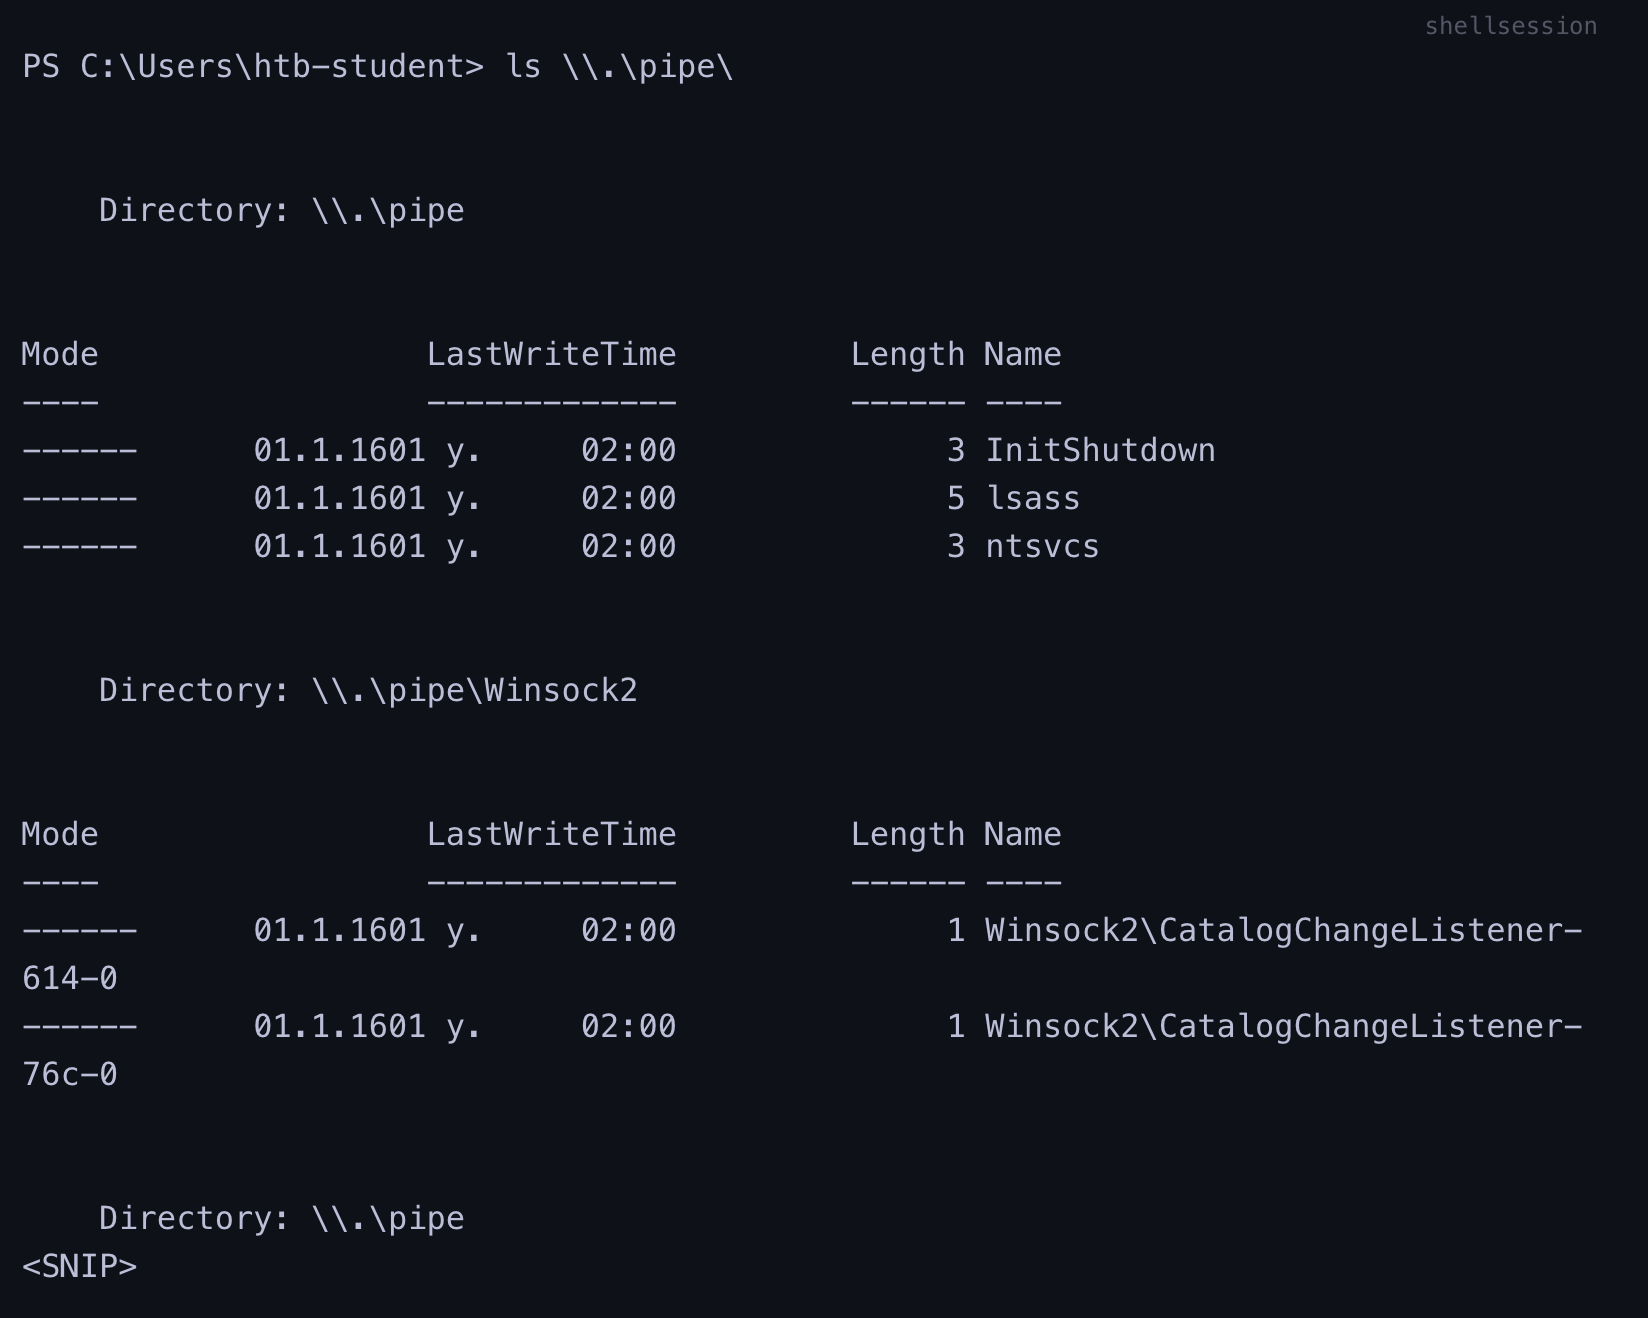 shellsession
PS C:\Users\htb-student> ls \\.\pipe\
    Directory: \\.\pipe
Mode                 LastWriteTime         Length Name
----                 -------------         ------ ----
------      01.1.1601 y.     02:00              3 InitShutdown
------      01.1.1601 y.     02:00              5 lsass
------      01.1.1601 y.     02:00              3 ntsvcs
    Directory: \\.\pipe\Winsock2
Mode                 LastWriteTime         Length Name
----                 -------------         ------ ----
------      01.1.1601 y.     02:00              1 Winsock2\CatalogChangeListener-
614-0
------      01.1.1601 y.     02:00              1 Winsock2\CatalogChangeListener-
76c-0
    Directory: \\.\pipe
<SNIP>